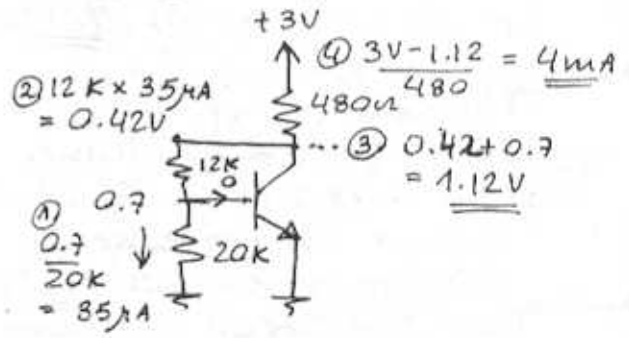 +3V
④ 3V-1.12 / 480 = 4mA
② 12K x 35µA
= 0.42V
480Ω
... ③ 0.42+0.7
= 1.12V
12K
0
0.7
①
0.7 / 20K
= 35µA
20K